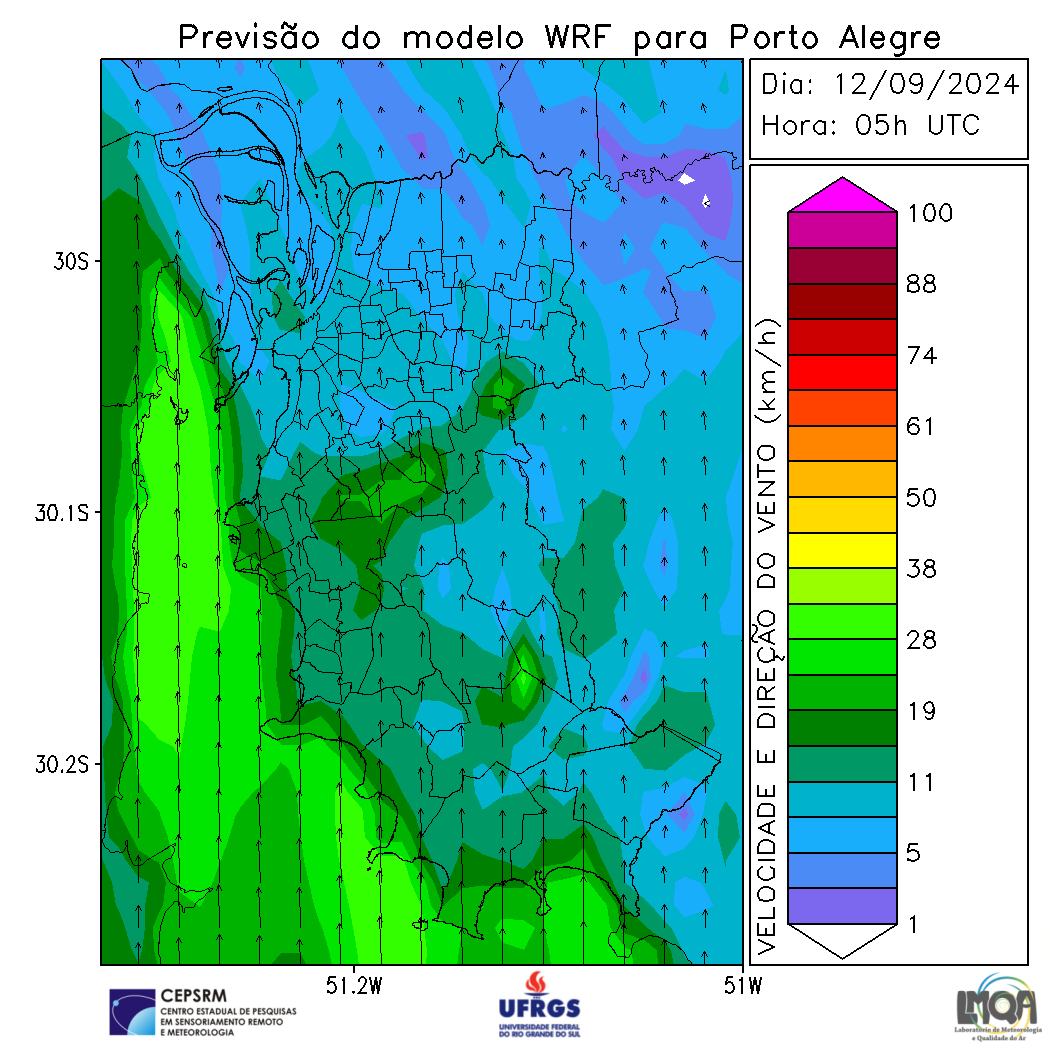 Previsão do modelo WRF para Porto Alegre
Dia: 12/09/2024
Hora: 05h UTC
30S
30.1S
30.2S
51.2W
51W
VELOCIDADE E DIREÇÃO DO VENTO (km/h)
100
88
74
61
50
38
28
19
11
5
1
CEPSRM
CENTRO ESTADUAL DE PESQUISAS
EM SENSORIAMENTO REMOTO
E METEOROLOGIA
UFRGS
UNIVERSIDADE FEDERAL
DO RIO GRANDE DO SUL
LMQA
Laboratório de Meteorologia
e Qualidade do Ar